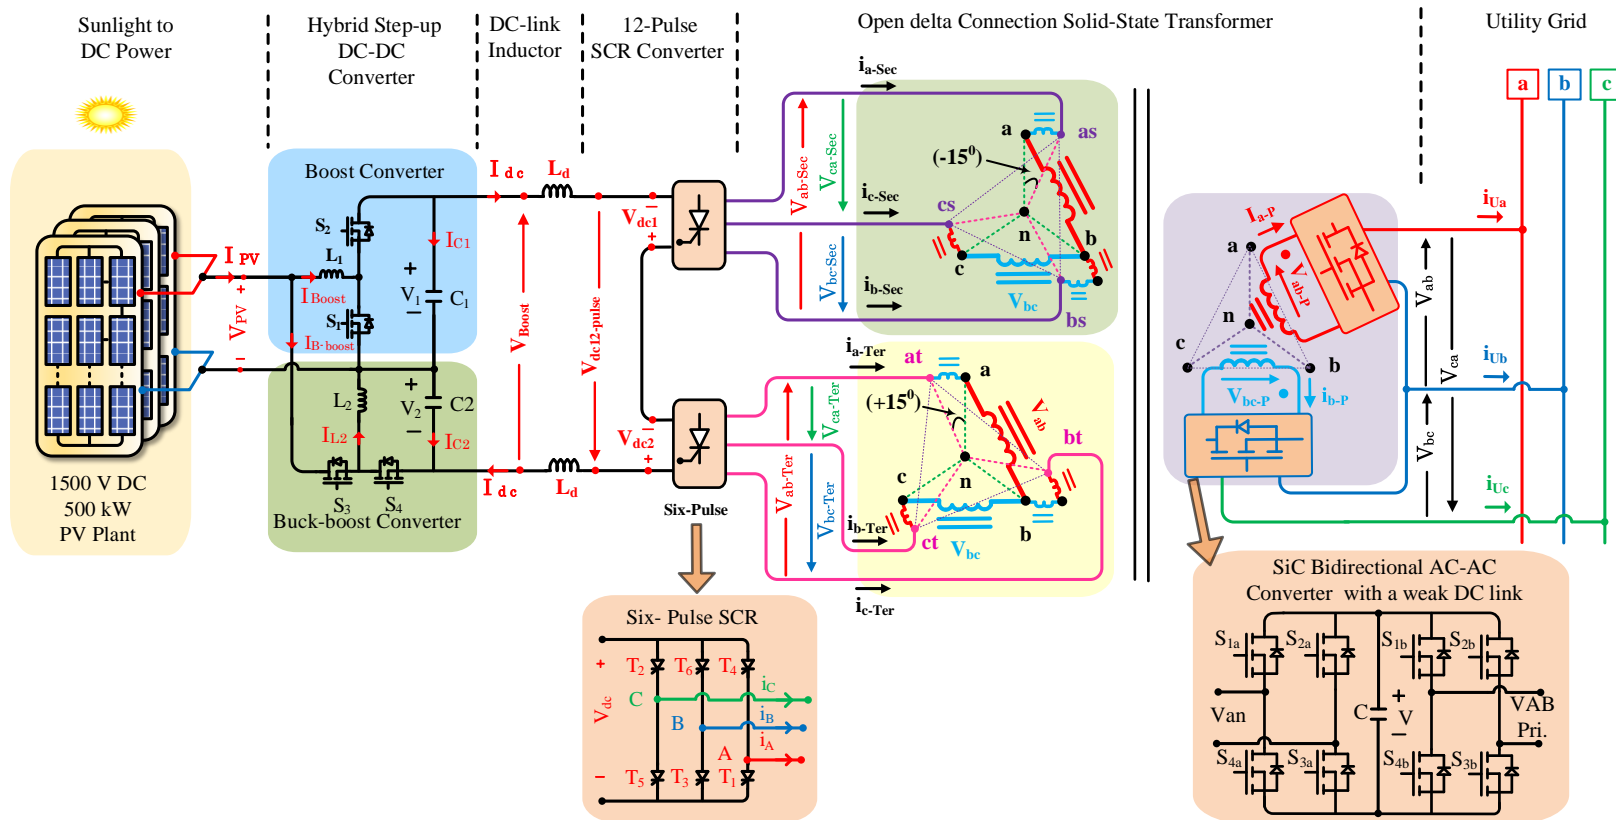 Sunlight to
DC Power
Hybrid Step-up
DC-DC
Converter
DC-link
Inductor
12-Pulse
SCR Converter
Open delta Connection Solid-State Transformer
Utility Grid
a
b
c
1500 V DC
500 kW
PV Plant
I PV
+
VPV
−
Boost Converter
S2
L1
IBoost
S1
IB-boost
IC1
+
V1
−
C1
L2
IL2
+
V2
−
C2
IC2
S3
S4
Buck-boost Converter
Idc
Ld
VBoost
Vdc12-pulse
Idc
Ld
−
Vdc1
+
−
Vdc2
+
Six-Pulse
ia-Sec
Vab-Sec
Vca-Sec
ic-Sec
Vbc-Sec
ib-Sec
a
as
(-15⁰)
cs
n
b
c
Vbc
bs
ia-Ter
Vca-Ter
Vab-Ter
Vbc-Ter
ib-Ter
ic-Ter
at
a
(+15⁰)
Vab
bt
c
n
b
ct
Vbc
Ia-P
a
Vab-P
n
c
b
Vbc-P
ib-P
iUa
Vab
Vca
iUb
Vbc
iUc
Six- Pulse SCR
+
T2
T6
T4
C
iC
Vdc
B
iB
A
iA
−
T5
T3
T1
SiC Bidirectional AC-AC
Converter with a weak DC link
S1a
S2a
S1b
S2b
Van
C
+
V
−
VAB
Pri.
S4a
S3a
S4b
S3b